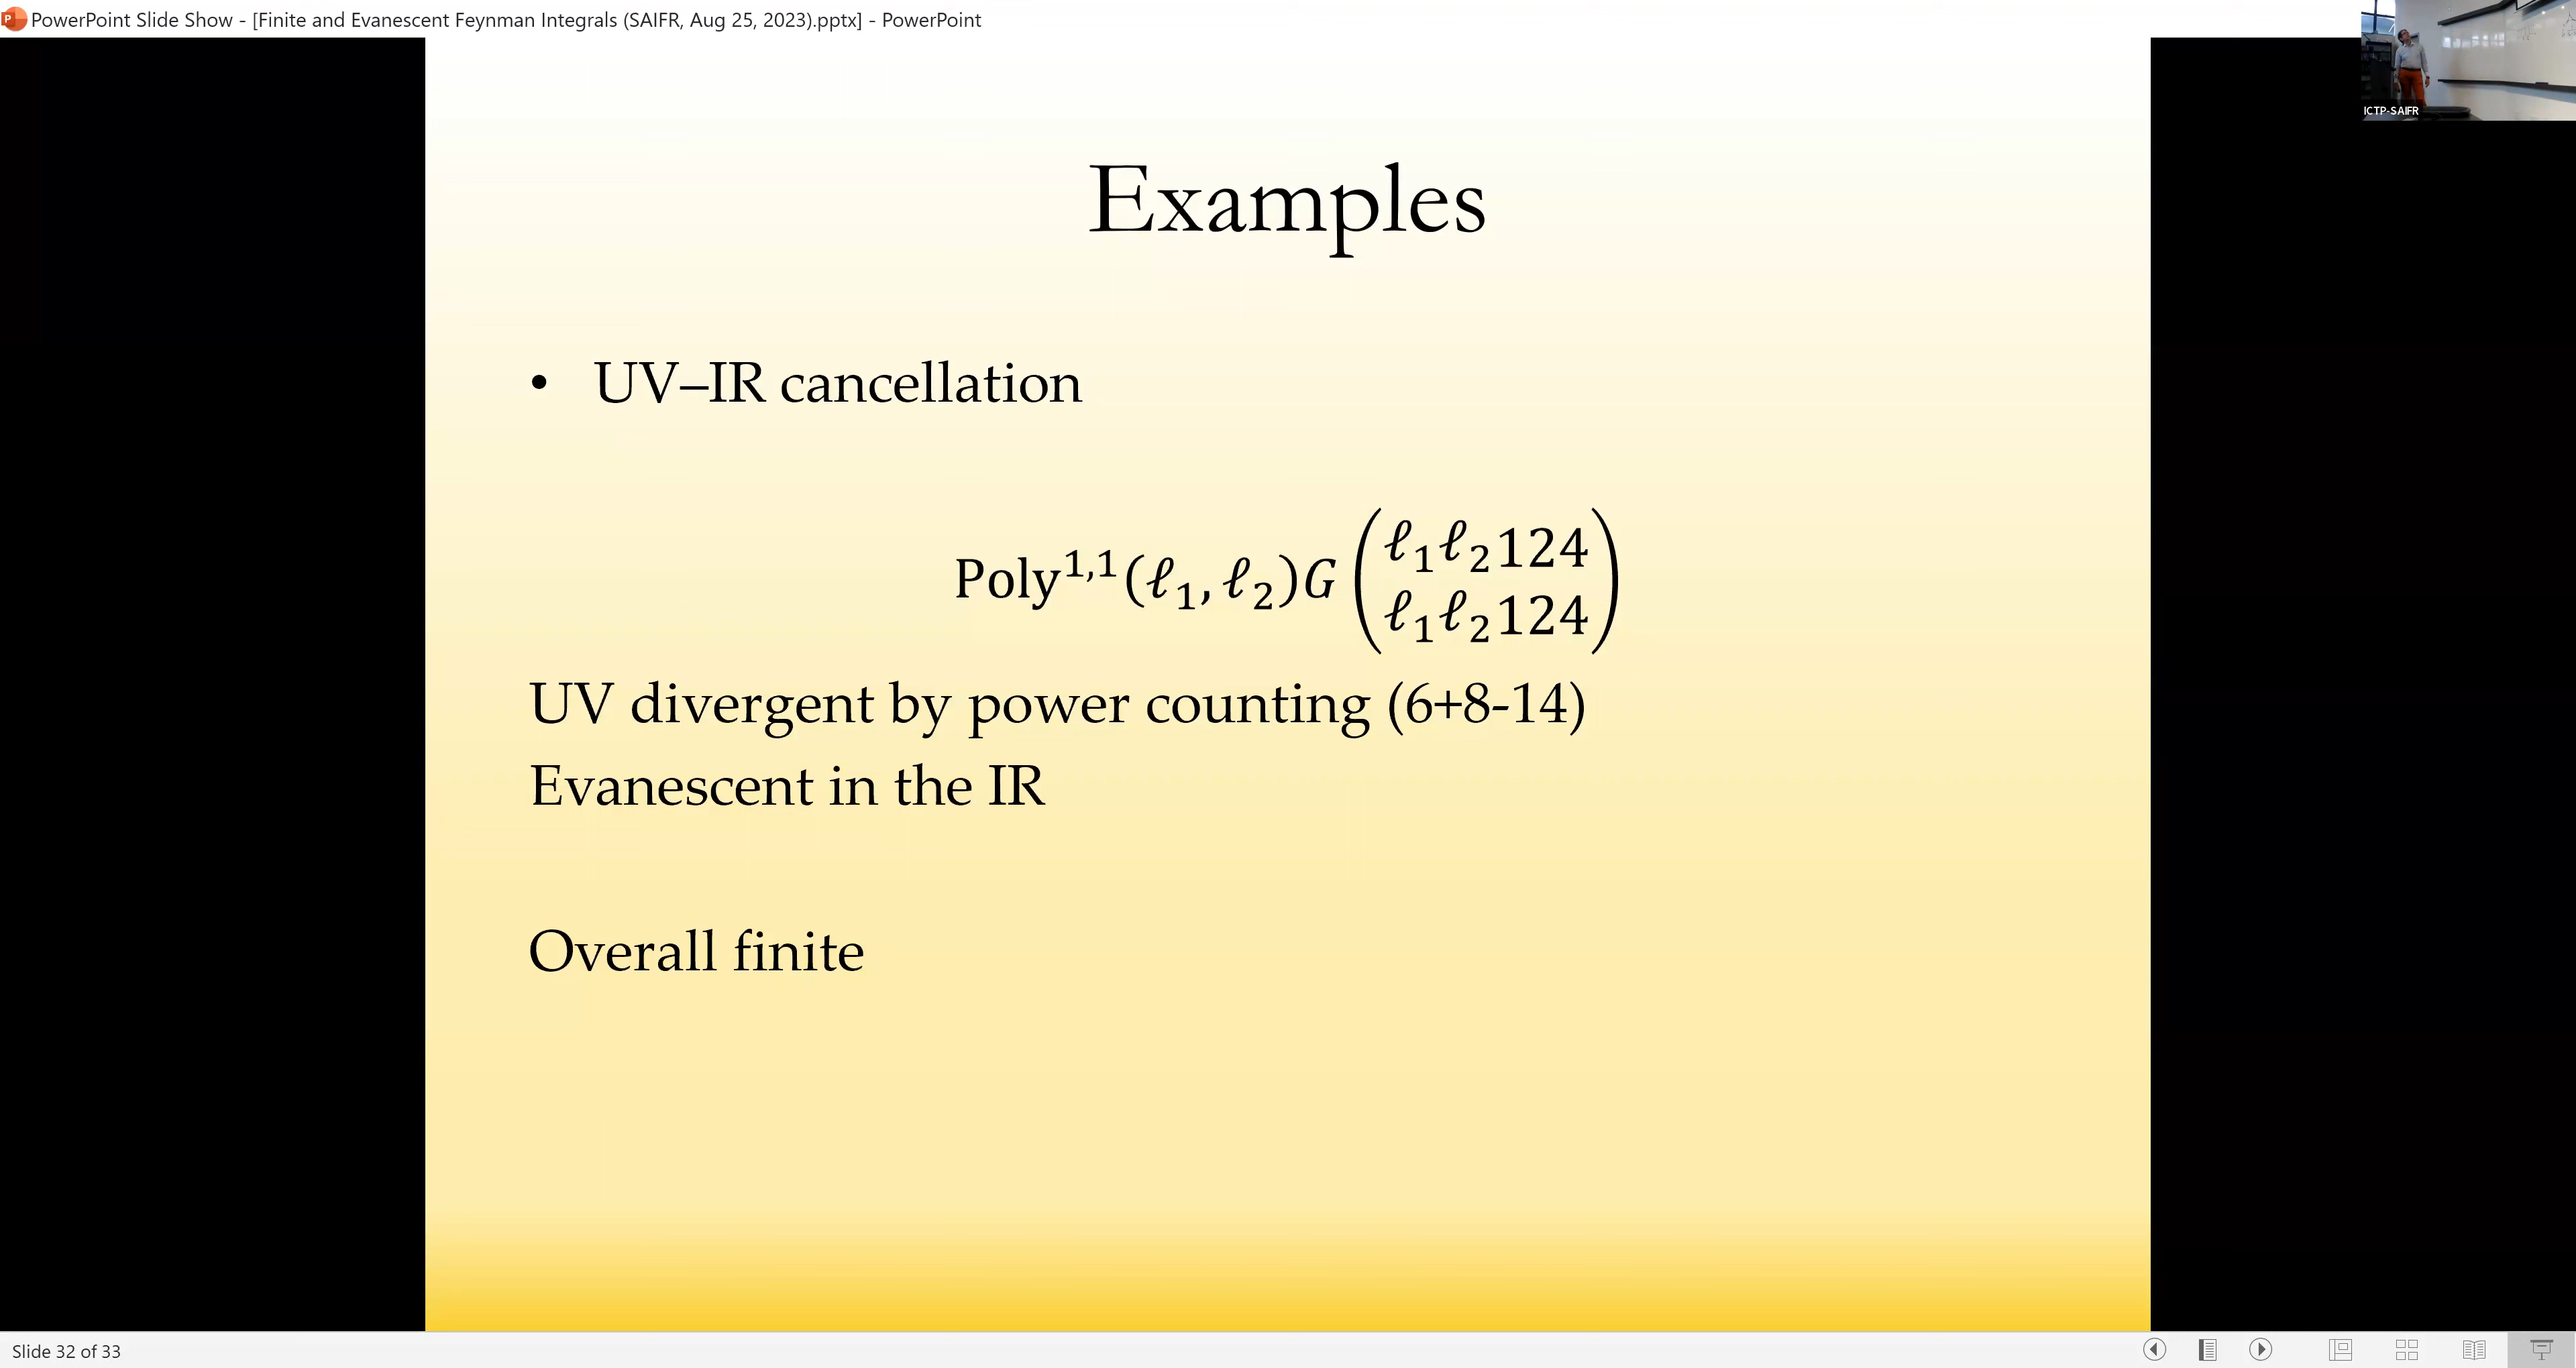 PowerPoint Slide Show - [Finite and Evanescent Feynman Integrals (SAIFR, Aug 25, 2023).pptx] - PowerPoint
ICTP-SAIFR
Examples
• UV–IR cancellation
Poly^{1,1}(ℓ₁, ℓ₂)G(ℓ₁ℓ₂124
ℓ₁ℓ₂124)
UV divergent by power counting (6+8-14)
Evanescent in the IR
Overall finite
Slide 32 of 33